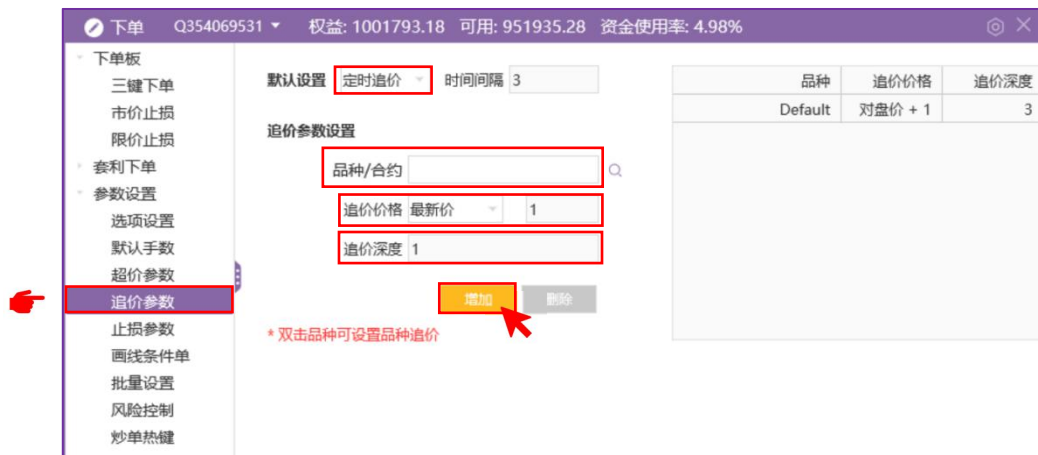 下单 Q354069531 权益: 1001793.18 可用: 951935.28 资金使用率: 4.98%
下单板
三键下单
市价止损
限价止损
套利下单
参数设置
选项设置
默认手数
超价参数
追价参数
止损参数
画线条件单
批量设置
风险控制
炒单热键
默认设置 定时追价 时间间隔 3
追价参数设置
品种/合约
追价价格 最新价 1
追价深度 1
增加 删除
* 双击品种可设置品种追价
品种 追价价格 追价深度
Default 对盘价 + 1 3